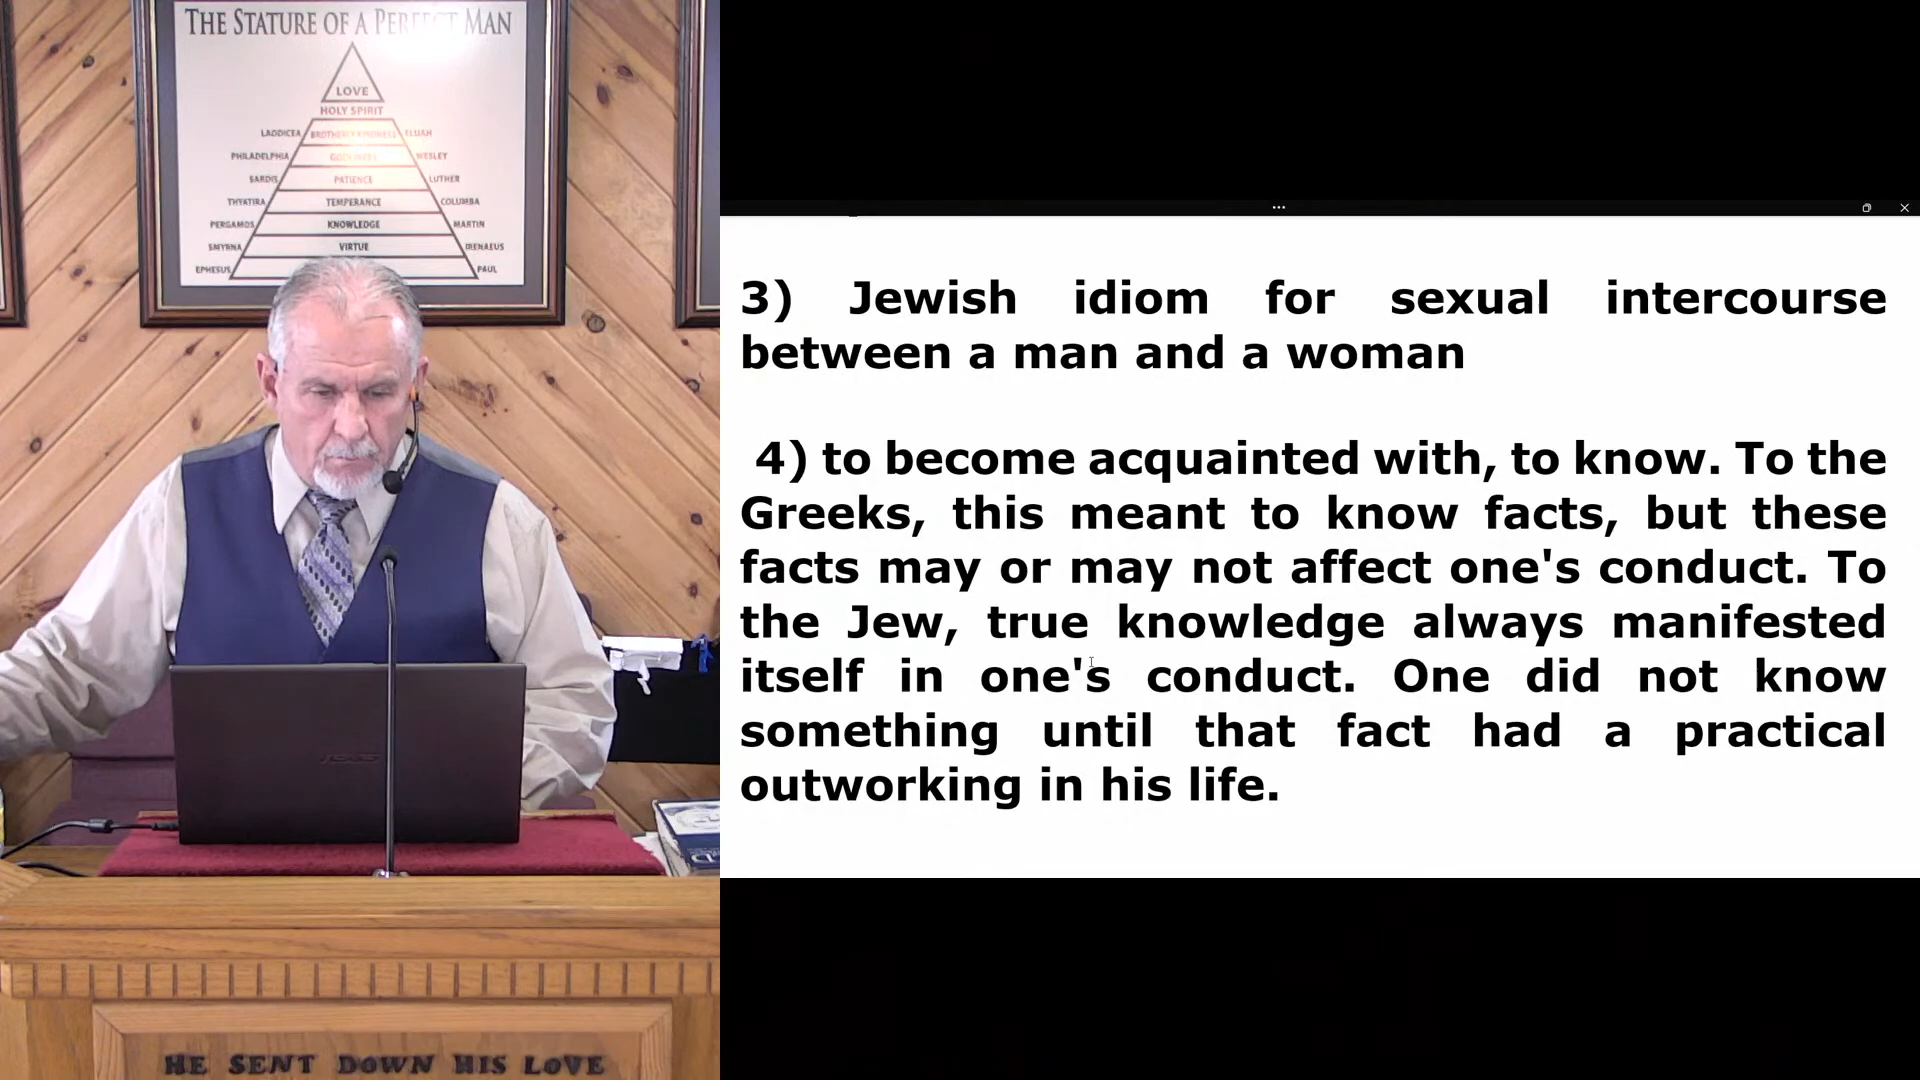 THE STATURE OF A PERFECT MAN
LOVE
HOLY SPIRIT
LAODICEA BROTHERLY KINDNESS ELIJAH
PHILADELPHIA GODLINESS WESLEY
SARDIS PATIENCE LUTHER
THYATIRA TEMPERANCE COLUMBA
PERGAMOS KNOWLEDGE MARTIN
SMYRNA VIRTUE IRENAEUS
EPHESUS PAUL
HE SENT DOWN HIS LOVE
3) Jewish idiom for sexual intercourse
between a man and a woman
4) to become acquainted with, to know. To the
Greeks, this meant to know facts, but these
facts may or may not affect one's conduct. To
the Jew, true knowledge always manifested
itself in one's conduct. One did not know
something until that fact had a practical
outworking in his life.